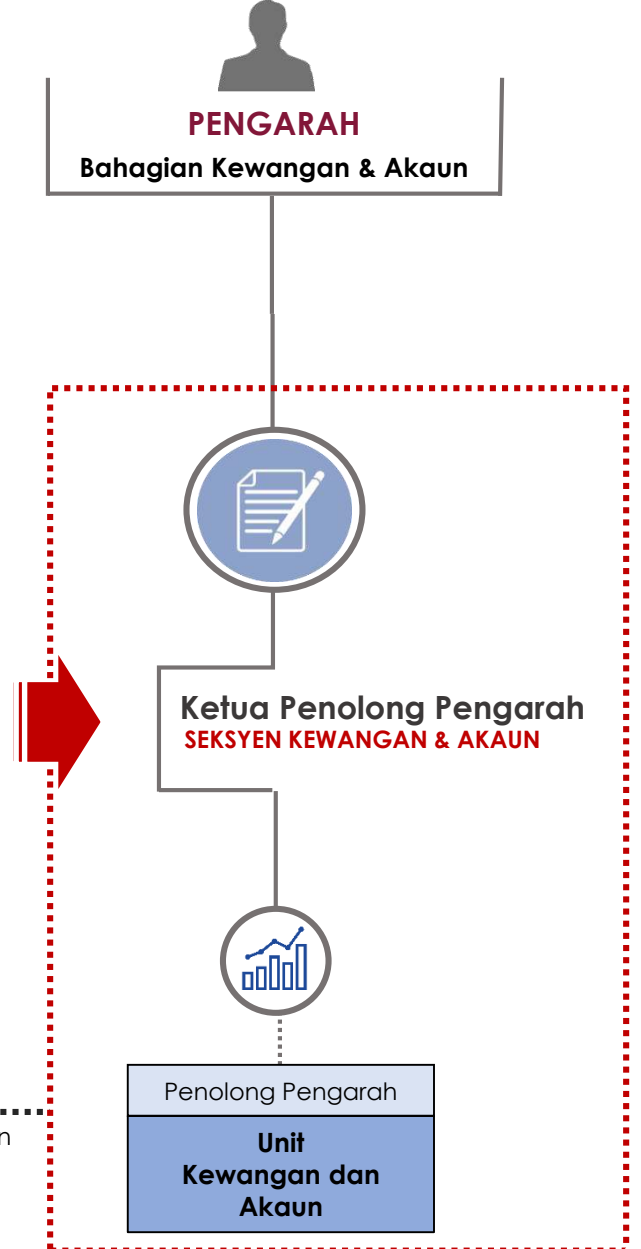 PENGARAH
Bahagian Kewangan & Akaun
Ketua Penolong Pengarah
SEKSYEN KEWANGAN & AKAUN
Penolong Pengarah
n
Unit
Kewangan dan
Akaun